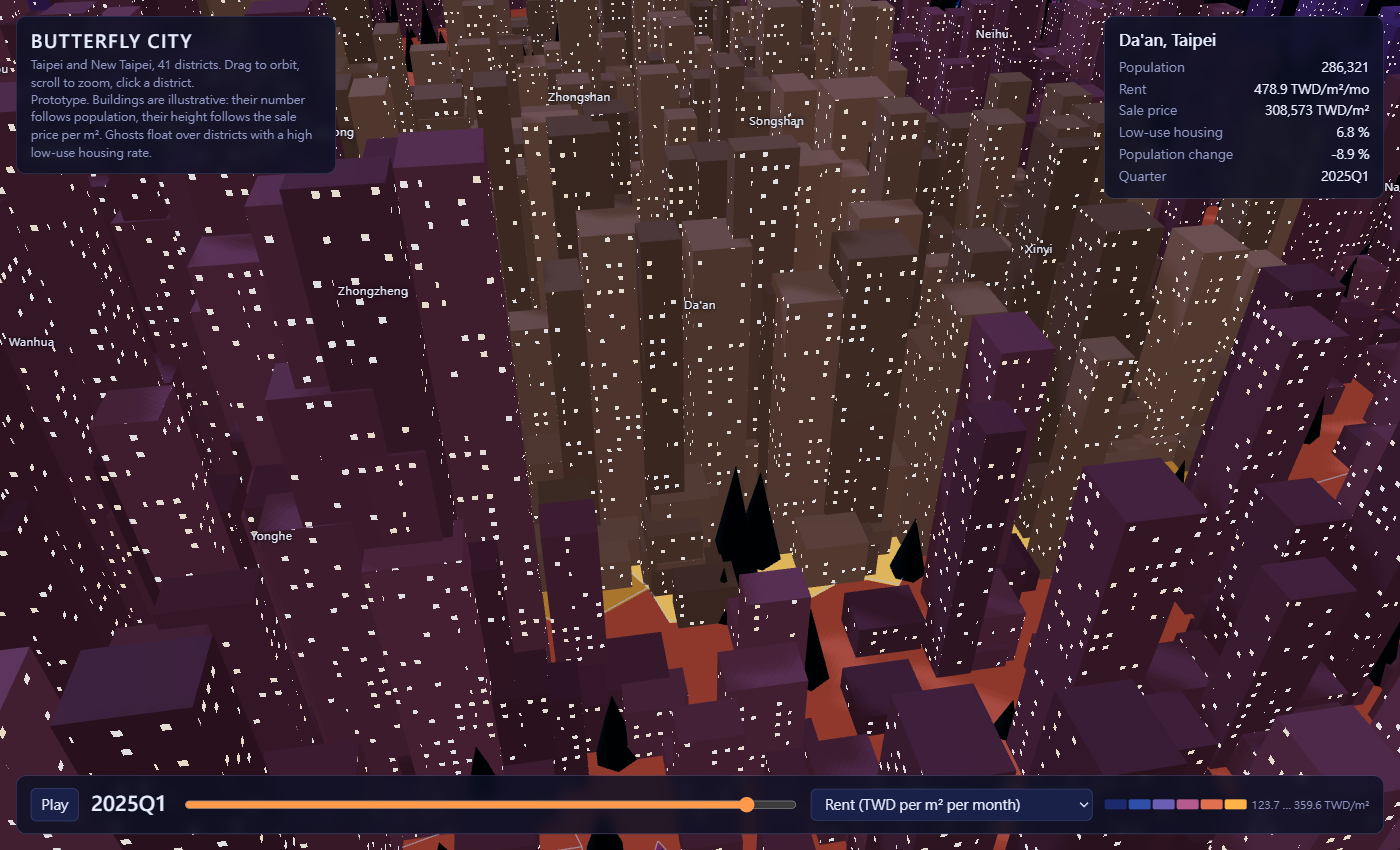 BUTTERFLY CITY
Taipei and New Taipei, 41 districts. Drag to orbit,
scroll to zoom, click a district.
Prototype. Buildings are illustrative: their number
follows population, their height follows the sale
price per m². Ghosts float over districts with a high
low-use housing rate.
Neihu
Da'an, Taipei
Population 286,321
Rent 478.9 TWD/m²/mo
Sale price 308,573 TWD/m²
Low-use housing 6.8 %
Population change -8.9 %
Quarter 2025Q1
Zhongshan
Songshan
ong
Na
Xinyi
Zhongzheng
Da'an
Wanhua
Yonghe
Play
2025Q1
Rent (TWD per m² per month)
123.7 ... 359.6 TWD/m²